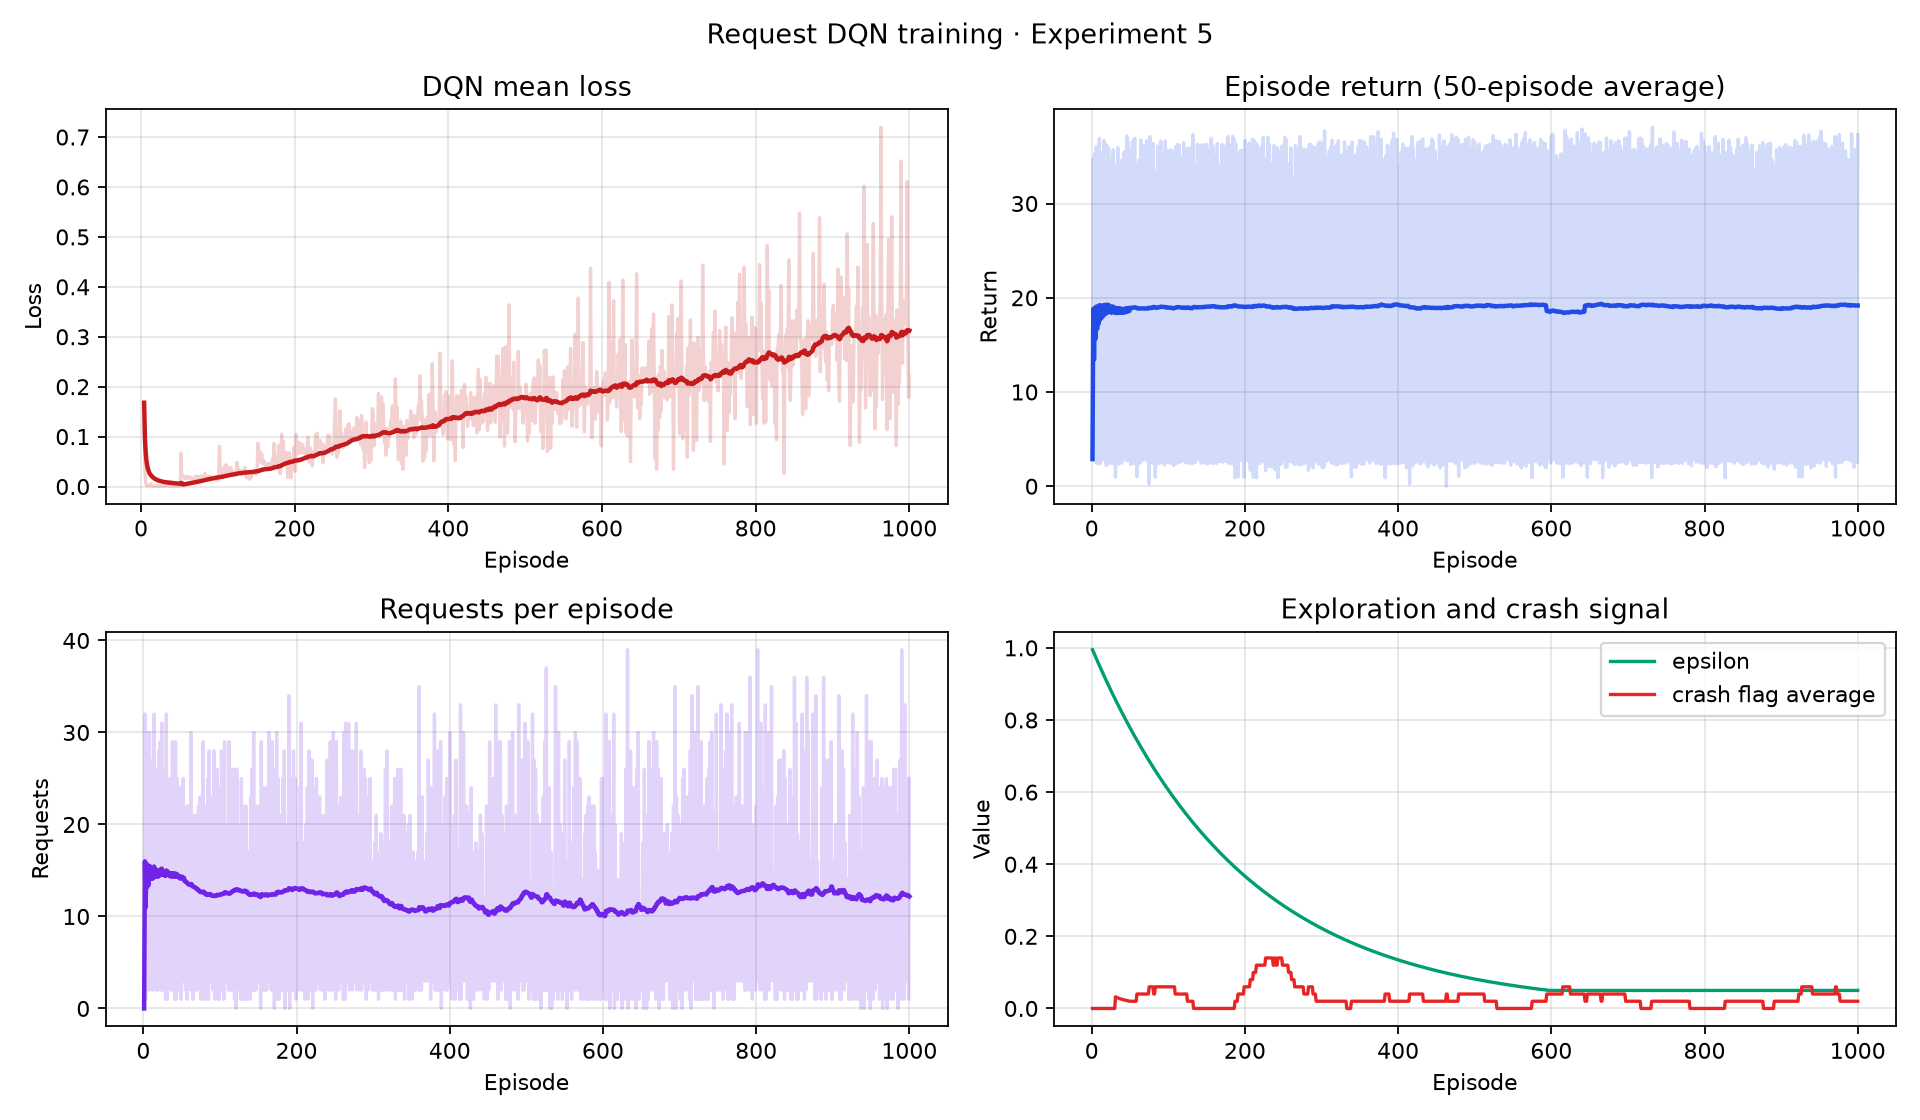 Request DQN training · Experiment 5
DQN mean loss
Loss
0.7
0.6
0.5
0.4
0.3
0.2
0.1
0.0
0 200 400 600 800 1000
Episode
Episode return (50-episode average)
Return
30
20
10
0
0 200 400 600 800 1000
Episode
Requests per episode
Requests
40
30
20
10
0
0 200 400 600 800 1000
Episode
Exploration and crash signal
Value
1.0
0.8
0.6
0.4
0.2
0.0
epsilon
crash flag average
0 200 400 600 800 1000
Episode